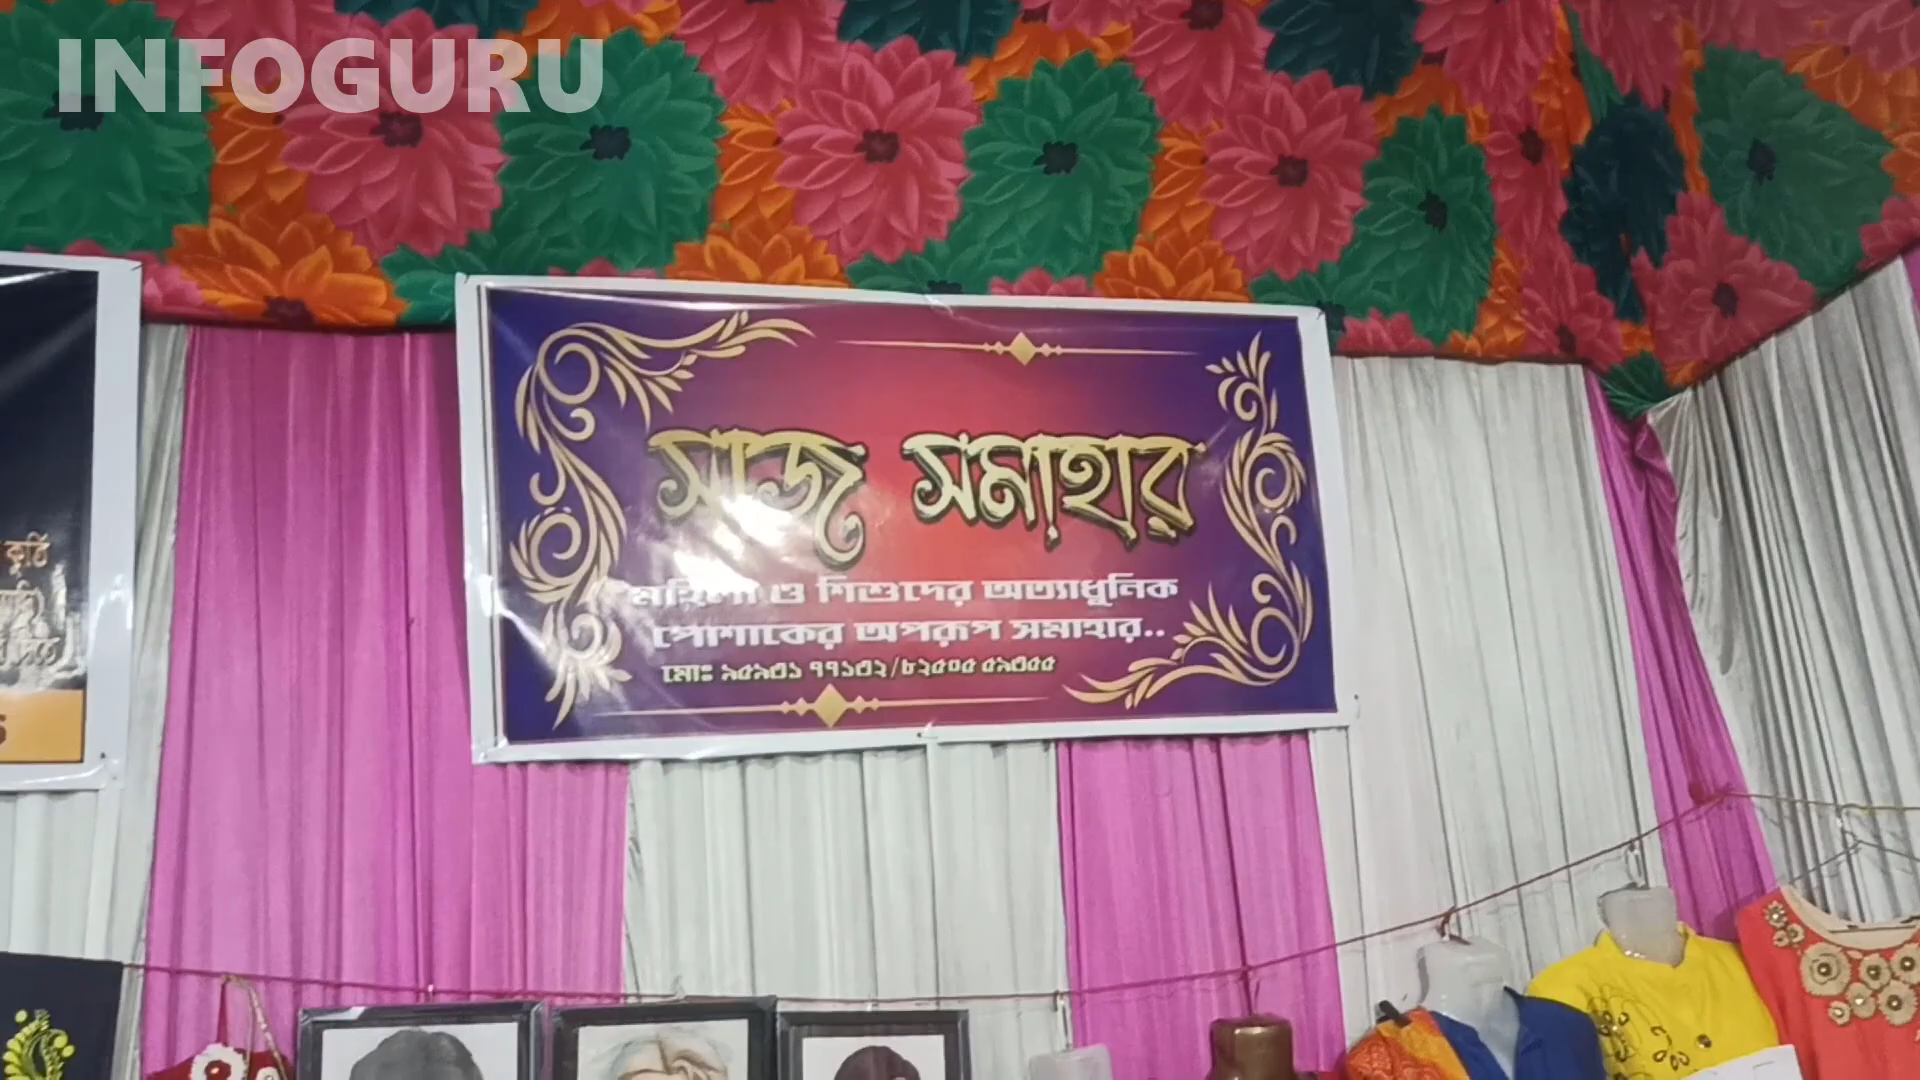 INFOGURU
সাজ সমাহার
মহিলা ও শিশুদের অত্যাধুনিক
পোশাকের অপরূপ সমাহার..
মোঃ ৯৫৯৩১ ৭৭১৩২/৮২৫০৫ ৫৯৩৫৫
কুঠি